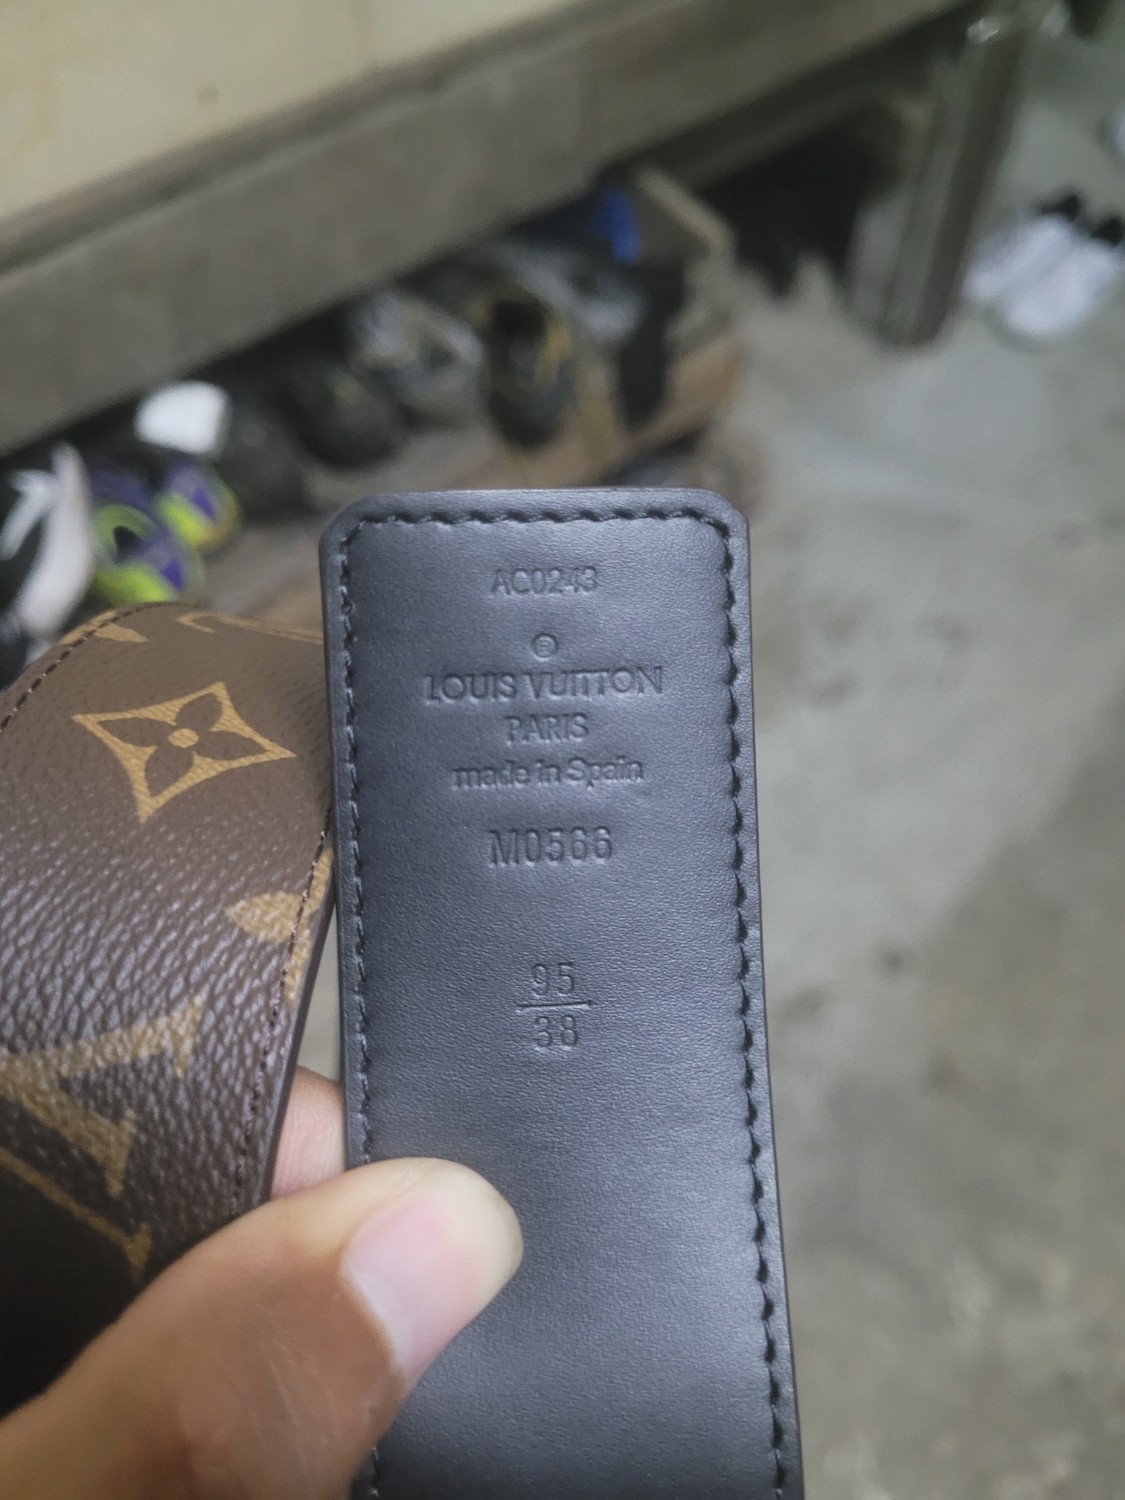 AC0243
®
LOUIS VUITTON
PARIS
made in Spain
M0566
95
38